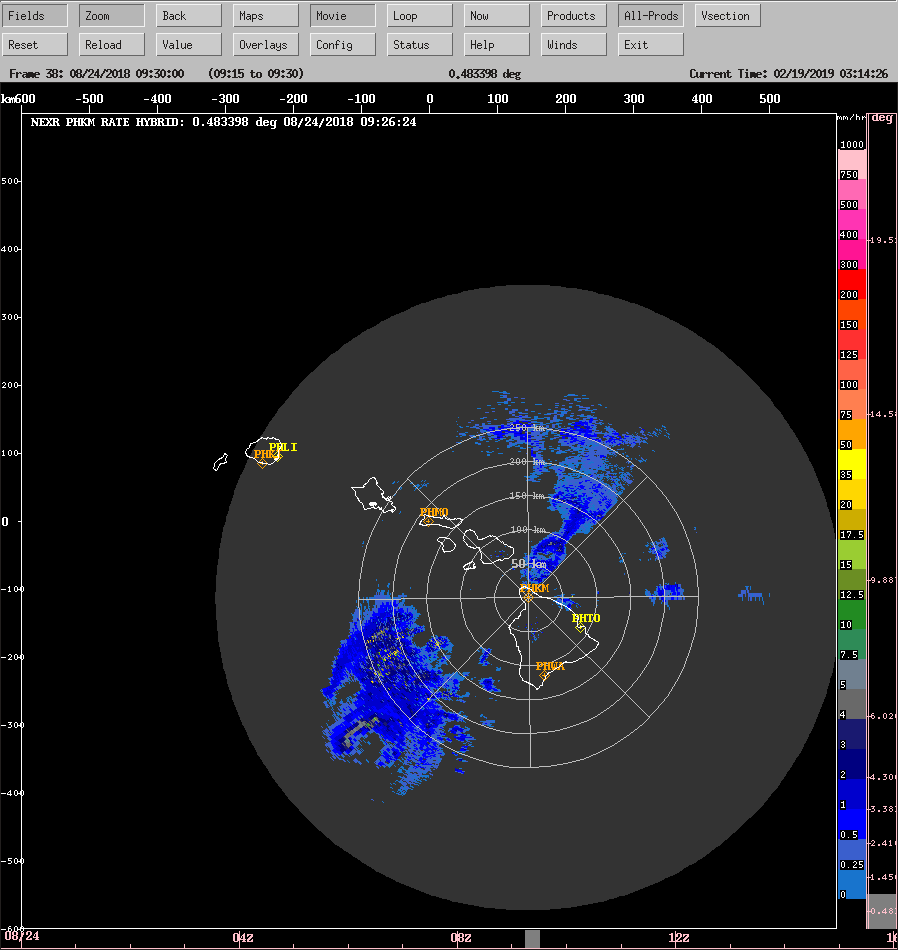 Fields Zoom Back Maps Movie Loop Now Products All-Prods Vsection
Reset Reload Value Overlays Config Status Help Winds Exit
Frame 38: 08/24/2018 09:30:00 (09:15 to 09:30) 0.483398 deg Current Time: 02/19/2019 03:14:26
km600 -500 -400 -300 -200 -100 0 100 200 300 400 500
NEXR PHKM RATE HYBRID: 0.483398 deg 08/24/2018 09:26:24
mm/hr deg
1000
750
500
400
300
200
150
125
100
75
50
35
20
17.5
15
12.5
10
7.5
5
4
3
2
1
0.5
0.25
0
19.5
14.5
9.88
6.02
4.30
3.38
2.41
1.45
0.48
500
400
300
200
100
0
-100
-200
-300
-400
-500
-600
250 km
200 km
150 km
100 km
50 km
PHLI
PHMO
PHKM
PHTO
PHWA
08/24 04Z 08Z 12Z 16